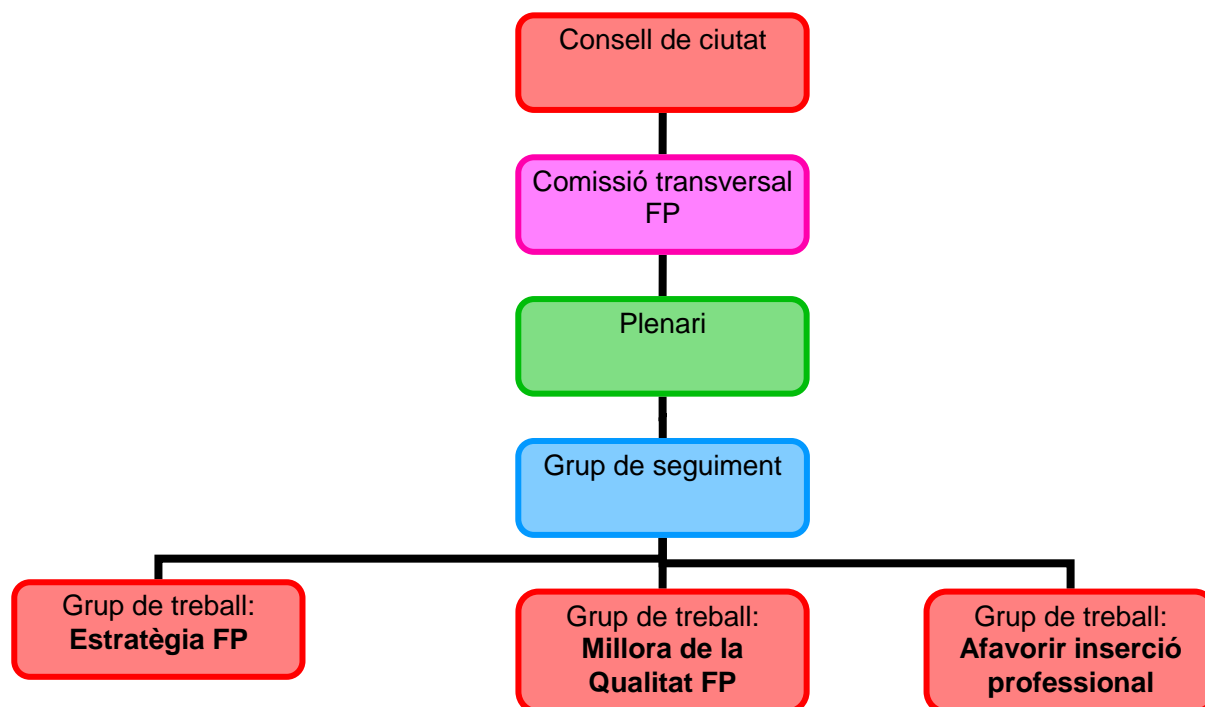 Consell de ciutat
Comissió transversal
FP
Plenari
Grup de seguiment
Grup de treball:
Estratègia FP
Grup de treball:
Millora de la
Qualitat FP
Grup de treball:
Afavorir inserció
professional